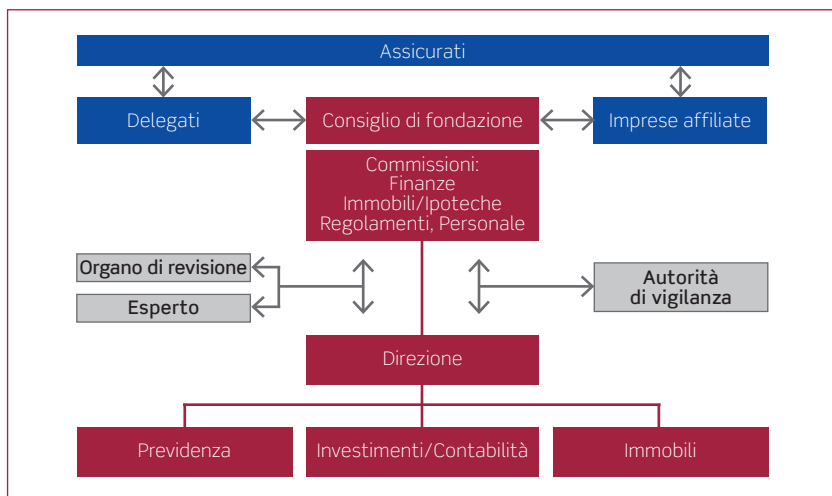 Assicurati
Delegati
Consiglio di fondazione
Imprese affiliate
Commissioni:
Finanze
Immobili/Ipoteche
Regolamenti, Personale
Organo di revisione
Esperto
Autorità
di vigilanza
Direzione
Previdenza
Investimenti/Contabilità
Immobili